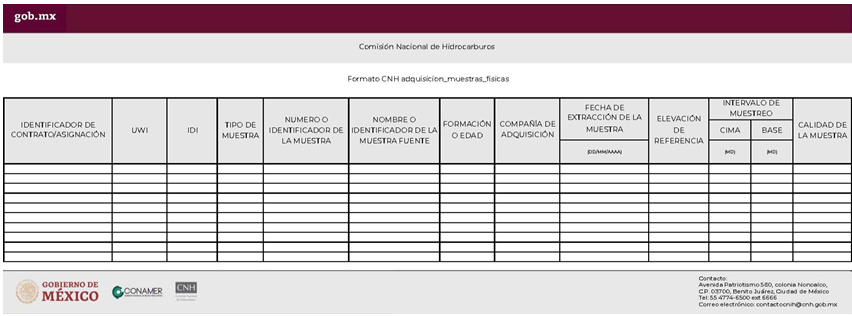 gob.mx
Comisión Nacional de Hidrocarburos
Formato CNH adquisicion_muestras_fisicas
IDENTIFICADOR DE
CONTRATO/ASIGNACIÓN
UWI
IDI
TIPO DE
MUESTRA
NUMERO O
IDENTIFICADOR DE
LA MUESTRA
NOMBRE O
IDENTIFICADOR DE LA
MUESTRA FUENTE
FORMACIÓN
O EDAD
COMPAÑÍA DE
ADQUISICIÓN
FECHA DE
EXTRACCIÓN DE LA
MUESTRA
(DD/MM/AAAA)
ELEVACIÓN
DE
REFERENCIA
INTERVALO DE
MUESTREO
CIMA
BASE
(MD)
(MD)
CALIDAD DE
LA MUESTRA
GOBIERNO DE
MÉXICO
CONAMER
CNH
Contacto:
Avenida Patriotismo 580, colonia Nonoalco,
C.P. 03700, Benito Juárez, Ciudad de México
Tel: 55 4774-6500 ext 6666
Correo electrónico: contactocnih@cnh.gob.mx